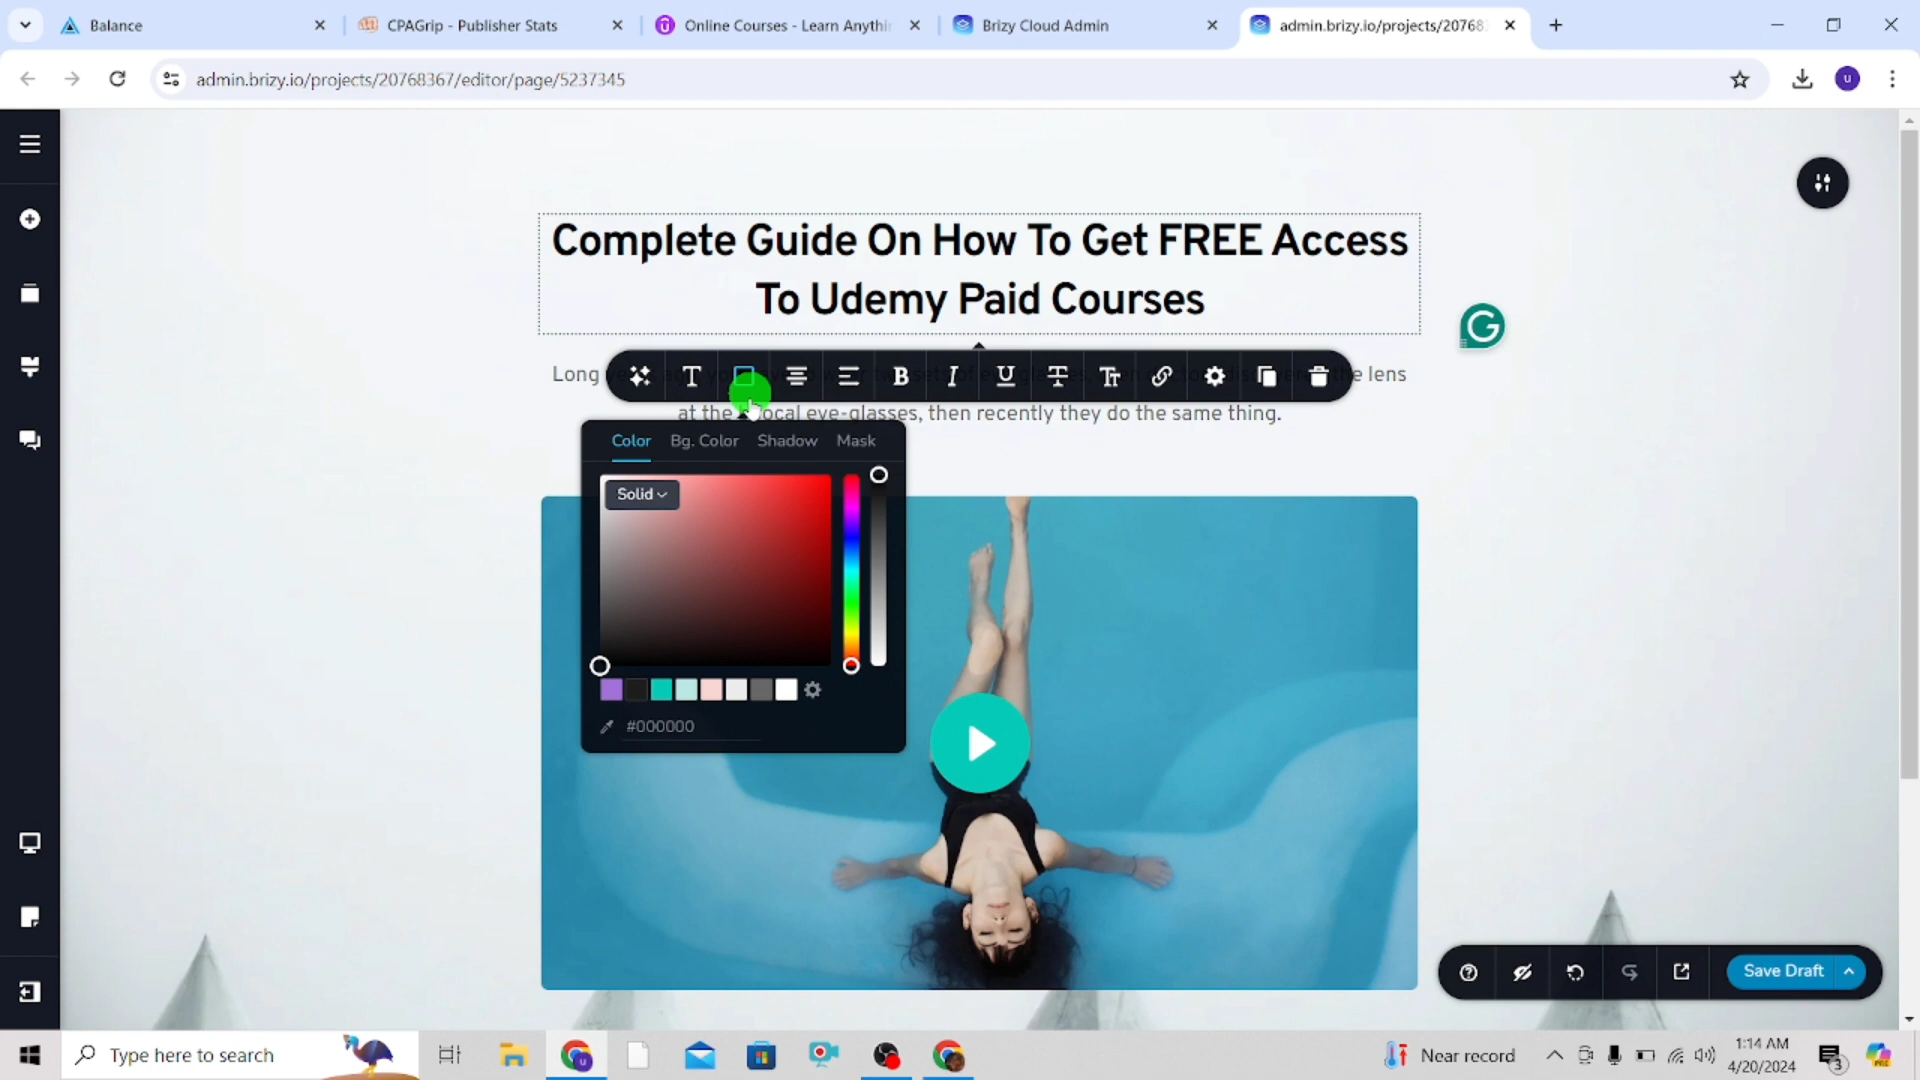 Balance
CPAGrip - Publisher Stats
Online Courses - Learn Anythi
Brizy Cloud Admin
admin.brizy.io/projects/20768
admin.brizy.io/projects/20768367/editor/page/5237345
u
Complete Guide On How To Get FREE Access
To Udemy Paid Courses
Long
e lens
at the
ocal eye-glasses, then recently they do the same thing.
Color
Bg. Color
Shadow
Mask
Solid
#000000
Save Draft
Type here to search
Near record
1:14 AM
4/20/2024
3